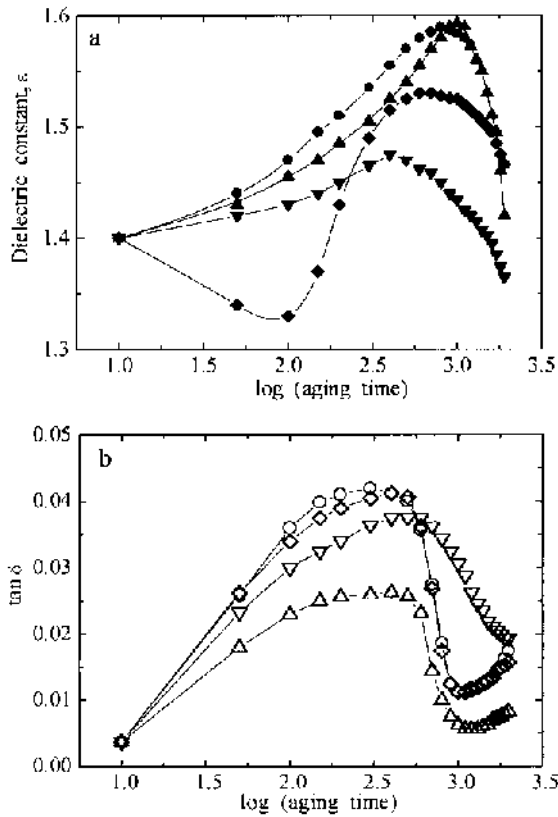 a
1.6
1.5
1.4
1.3
Dielectric constant, ε
1.0 1.5 2.0 2.5 3.0 3.5
log (aging time)
b
0.05
0.04
0.03
0.02
0.01
0.00
tan δ
1.0 1.5 2.0 2.5 3.0 3.5
log (aging time)